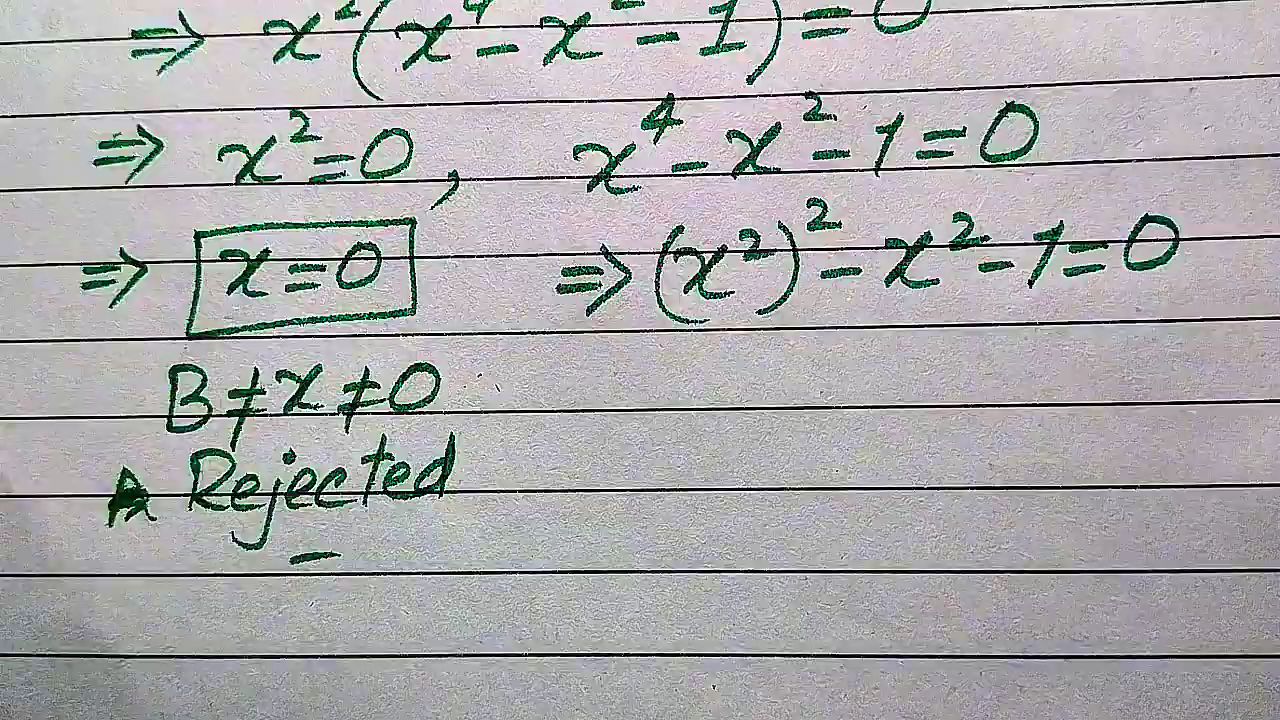 ⇒ x²(x⁴ - x² - 1) = 0
⇒ x² = 0, x⁴ - x² - 1 = 0
⇒ x = 0 ⇒ (x²)² - x² - 1 = 0
B ≠ x ≠ 0
Rejected